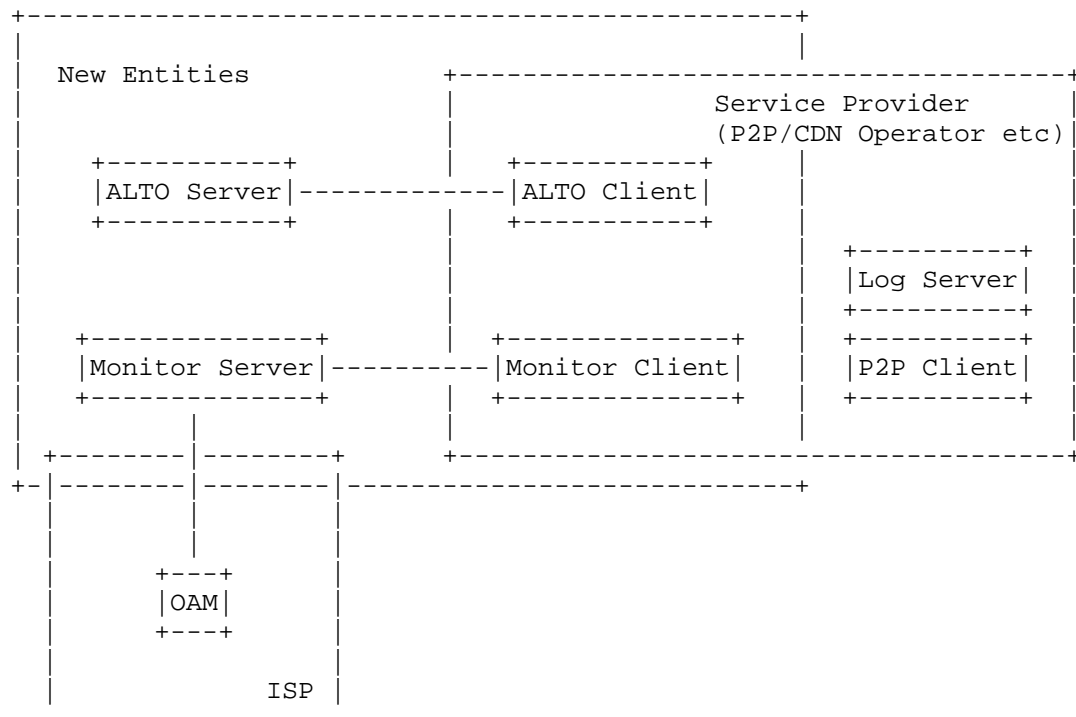 New Entities
Service Provider
(P2P/CDN Operator etc)
ALTO Server
ALTO Client
Log Server
Monitor Server
Monitor Client
P2P Client
OAM
ISP